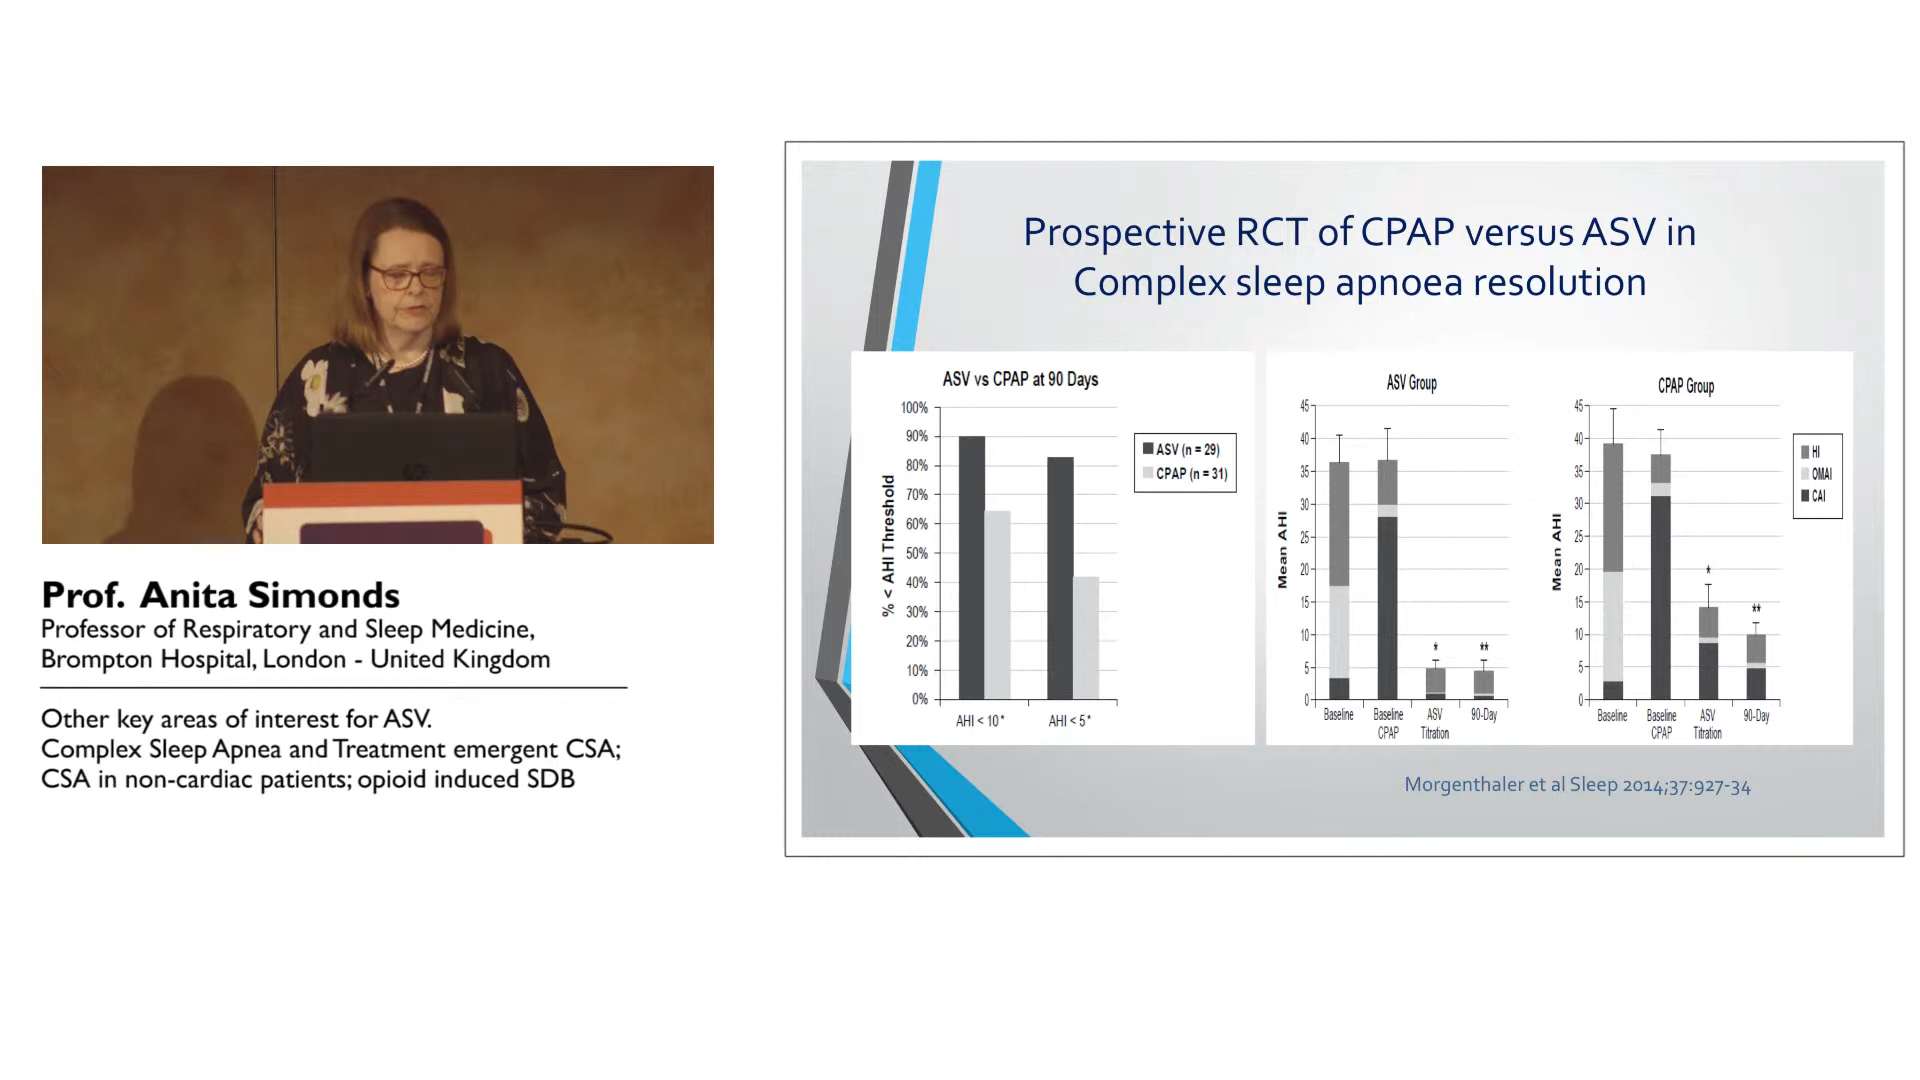 Prof. Anita Simonds
Professor of Respiratory and Sleep Medicine,
Brompton Hospital, London - United Kingdom
Other key areas of interest for ASV.
Complex Sleep Apnea and Treatment emergent CSA;
CSA in non-cardiac patients; opioid induced SDB
Prospective RCT of CPAP versus ASV in
Complex sleep apnoea resolution
ASV vs CPAP at 90 Days
% < AHI Threshold
100%
90%
80%
70%
60%
50%
40%
30%
20%
10%
0%
AHI < 10*
AHI < 5*
ASV (n = 29)
CPAP (n = 31)
ASV Group
Mean AHI
45
40
35
30
25
20
15
10
5
0
*
**
Baseline
Baseline CPAP
ASV Titration
90-Day
CPAP Group
Mean AHI
45
40
35
30
25
20
15
10
5
0
*
**
Baseline
Baseline CPAP
ASV Titration
90-Day
HI
OMAI
CAI
Morgenthaler et al Sleep 2014;37:927-34